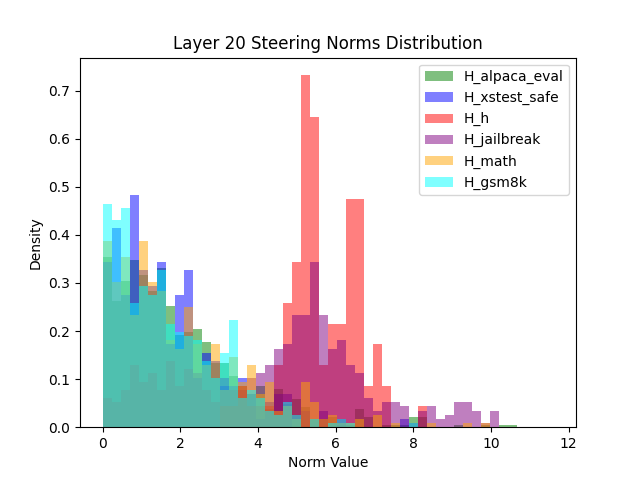 Layer 20 Steering Norms Distribution
H_alpaca_eval
H_xstest_safe
H_h
H_jailbreak
H_math
H_gsm8k
Density
0.7
0.6
0.5
0.4
0.3
0.2
0.1
0.0
0 2 4 6 8 10 12
Norm Value